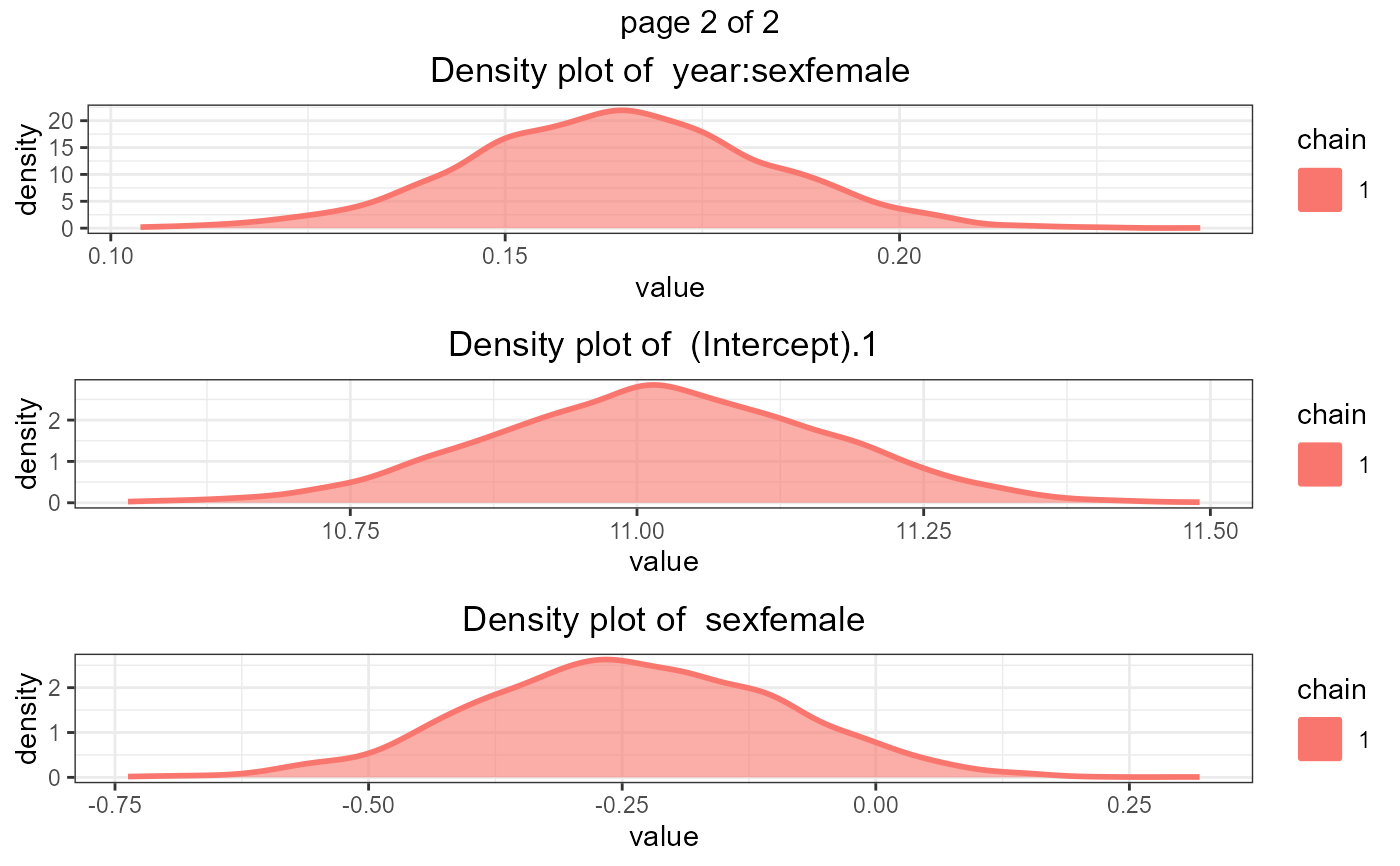 page 2 of 2
Density plot of  year:sexfemale
density
20
15
10
5
0
0.10
0.15
0.20
value
chain
1
Density plot of  (Intercept).1
density
2
1
0
10.75
11.00
11.25
11.50
value
chain
1
Density plot of  sexfemale
density
2
1
0
-0.75
-0.50
-0.25
0.00
0.25
value
chain
1